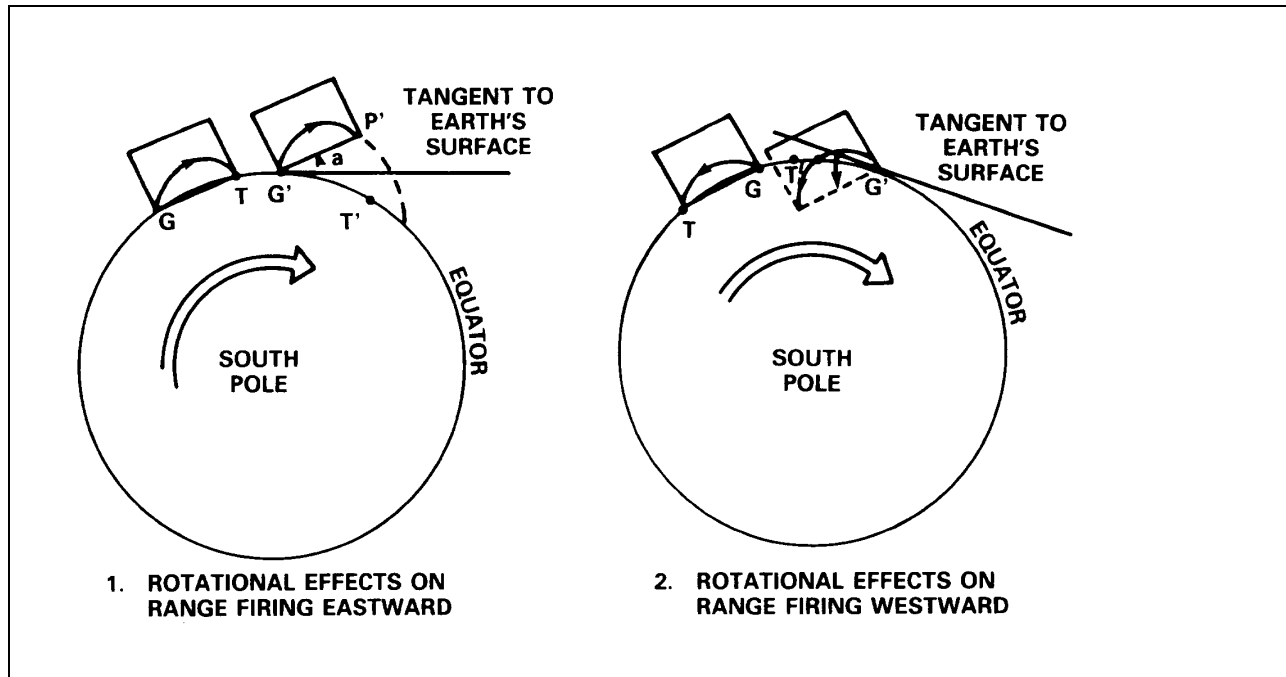 TANGENT TO
EARTH'S
SURFACE
P'
a
G
T
G'
T'
EQUATOR
SOUTH
POLE
1. ROTATIONAL EFFECTS ON
RANGE FIRING EASTWARD
TANGENT TO
EARTH'S
SURFACE
G
T'
G'
T
EQUATOR
SOUTH
POLE
2. ROTATIONAL EFFECTS ON
RANGE FIRING WESTWARD